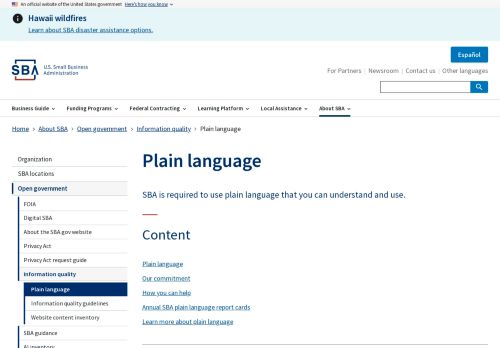 An official website of the United States government Here's how you know
Hawaii wildfires
Learn about SBA disaster assistance options.
Español
SBA U.S. Small Business
Administration
For Partners Newsroom Contact us Other languages
Business Guide Funding Programs Federal Contracting Learning Platform Local Assistance About SBA
Home > About SBA > Open government > Information quality > Plain language
Organization
SBA locations
Open government
FOIA
Digital SBA
About the SBA.gov website
Privacy Act
Privacy Act request guide
Information quality
Plain language
Information quality guidelines
Website content inventory
SBA guidance
AI inventory
Plain language
SBA is required to use plain language that you can understand and use.
Content
Plain language
Our commitment
How you can help
Annual SBA plain language report cards
Learn more about plain language